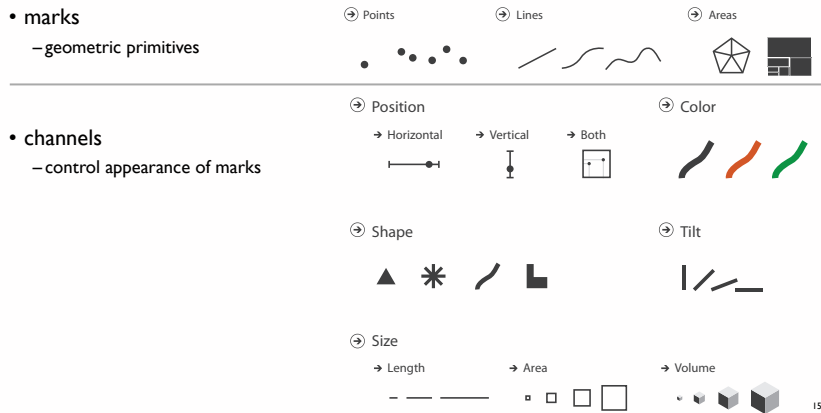 • marks
– geometric primitives
Points
Lines
Areas
• channels
– control appearance of marks
Position
→ Horizontal
→ Vertical
→ Both
Color
Shape
Tilt
Size
→ Length
→ Area
→ Volume
15